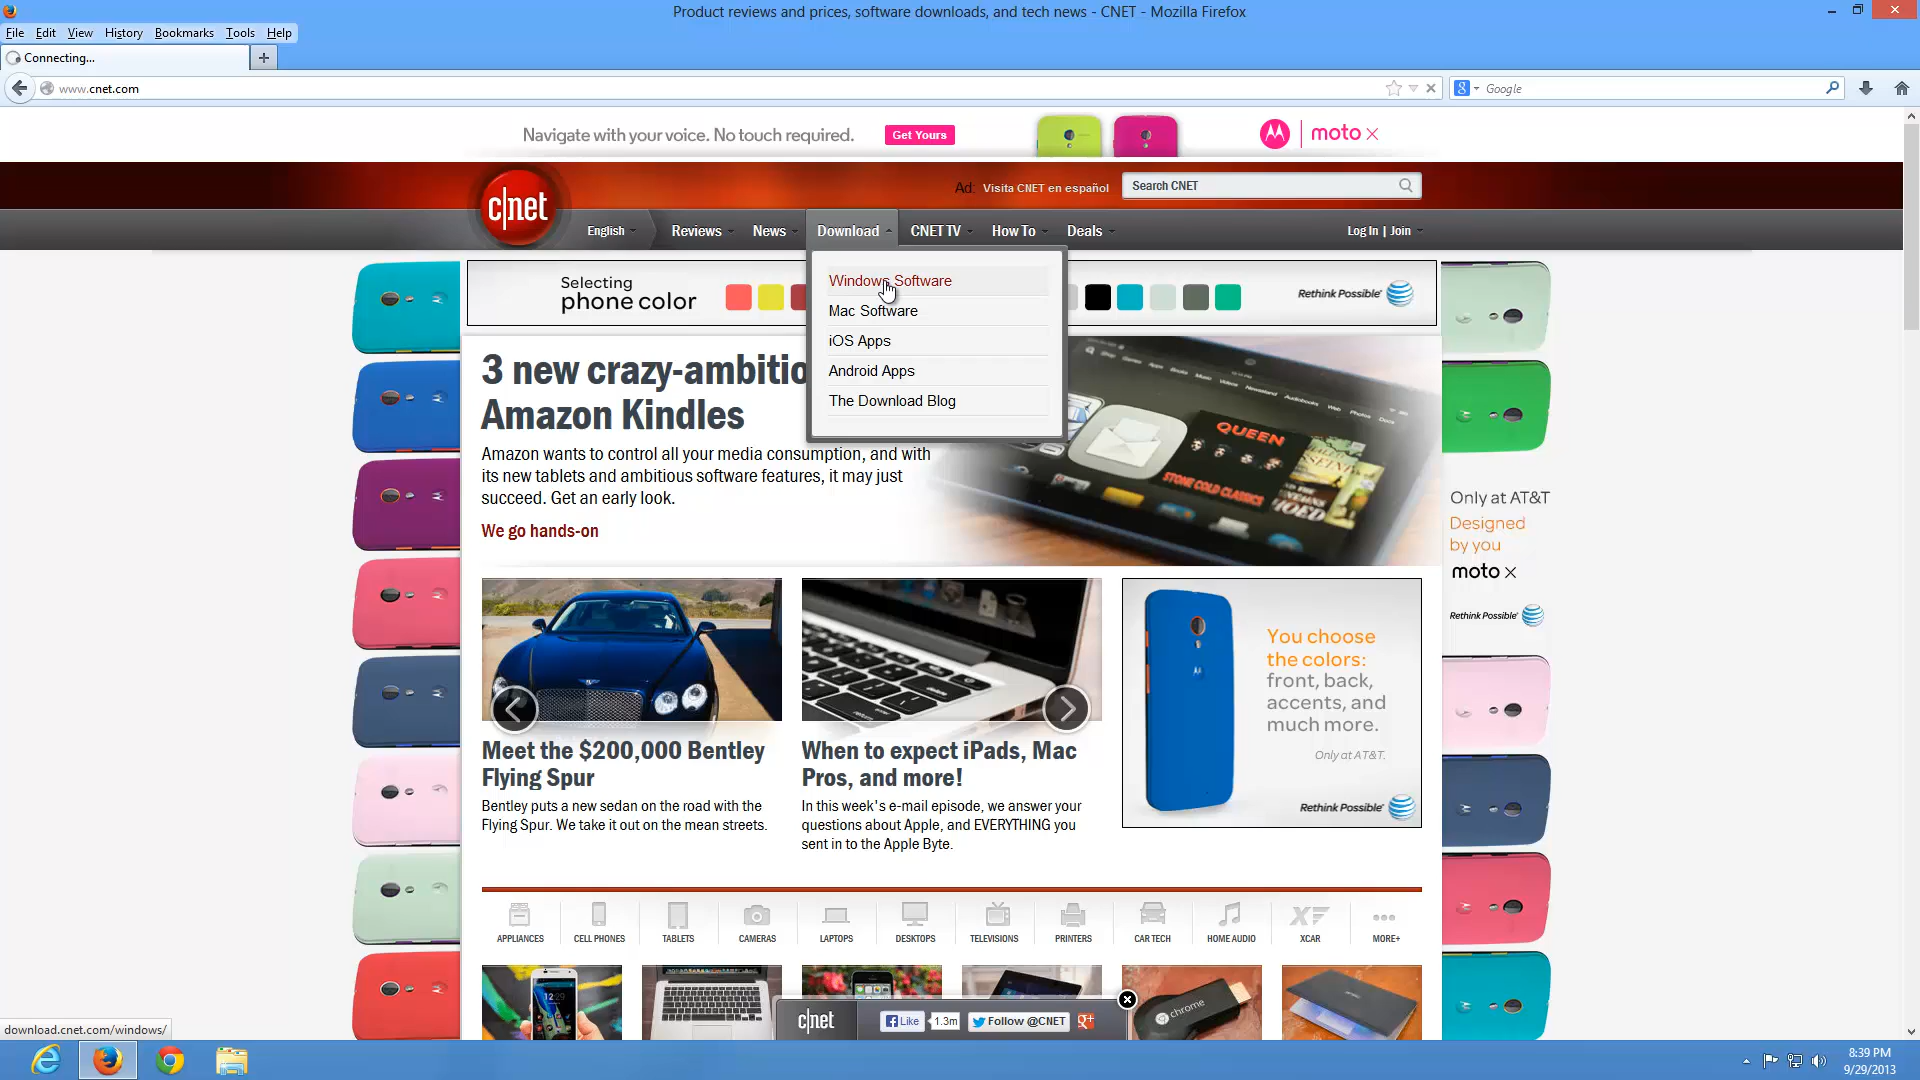 Product reviews and prices, software downloads, and tech news - CNET - Mozilla Firefox
File Edit View History Bookmarks Tools Help
Connecting...
www.cnet.com
Google
Navigate with your voice. No touch required.
Get Yours
moto x
Ad:
Visita CNET en español
Search CNET
c|net
English
Reviews
News
Download
CNET TV
How To
Deals
Log In | Join
Windows Software
Mac Software
iOS Apps
Android Apps
The Download Blog
Selecting
phone color
Rethink Possible
3 new crazy-ambitio
Amazon Kindles
Amazon wants to control all your media consumption, and with
its new tablets and ambitious software features, it may just
succeed. Get an early look.
We go hands-on
QUEEN
STONE COLD CLASSICS
Only at AT&T
Designed
by you
moto x
Rethink Possible
Meet the $200,000 Bentley
Flying Spur
Bentley puts a new sedan on the road with the
Flying Spur. We take it out on the mean streets.
When to expect iPads, Mac
Pros, and more!
In this week's e-mail episode, we answer your
questions about Apple, and EVERYTHING you
sent in to the Apple Byte.
You choose
the colors:
front, back,
accents, and
much more.
Only at AT&T.
Rethink Possible
APPLIANCES
CELL PHONES
TABLETS
CAMERAS
LAPTOPS
DESKTOPS
TELEVISIONS
PRINTERS
CAR TECH
HOME AUDIO
XCAR
MORE+
12:29
chrome
c|net
Like
1.3m
Follow @CNET
download.cnet.com/windows/
8:39 PM
9/29/2013